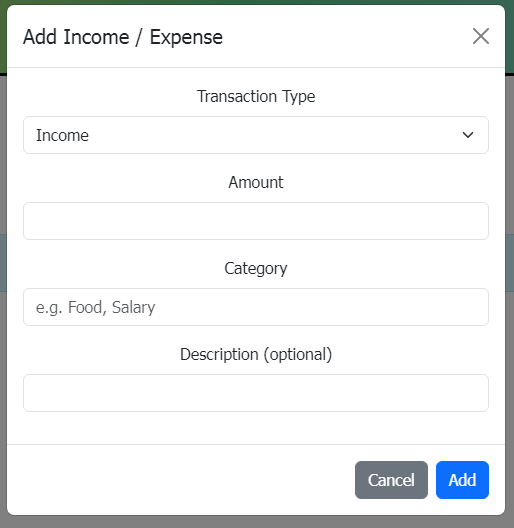 Add Income / Expense
Transaction Type
Income
Amount
Category
e.g. Food, Salary
Description (optional)
Cancel
Add